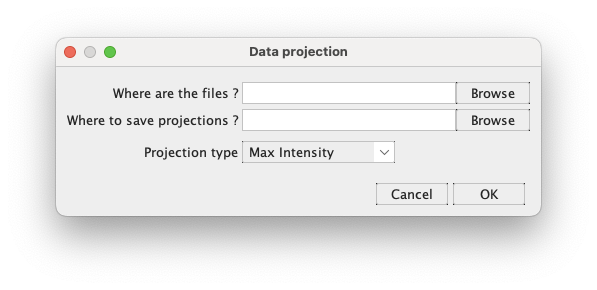 Data projection
Where are the files ? Browse
Where to save projections ? Browse
Projection type Max Intensity
Cancel OK